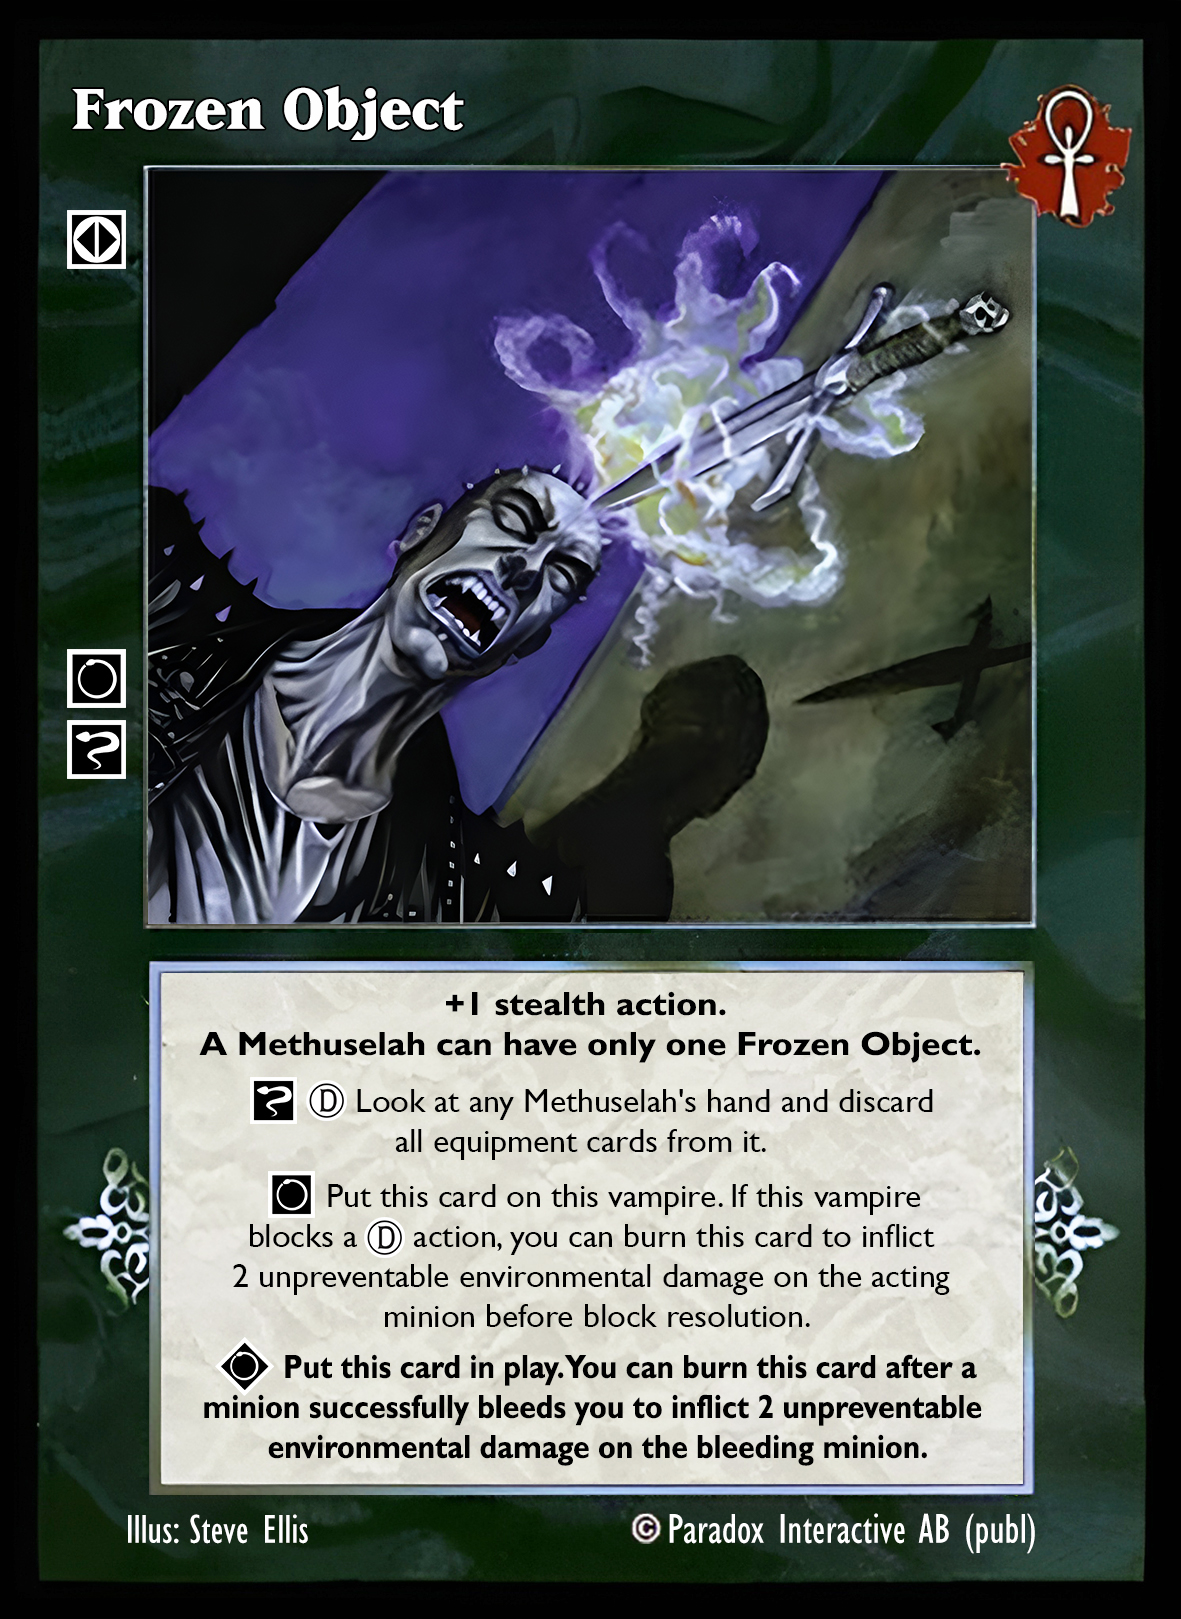 Frozen Object
+1 stealth action.
A Methuselah can have only one Frozen Object.
Ⓓ Look at any Methuselah's hand and discard
all equipment cards from it.
Put this card on this vampire. If this vampire
blocks a Ⓓ action, you can burn this card to inflict
2 unpreventable environmental damage on the acting
minion before block resolution.
Put this card in play. You can burn this card after a
minion successfully bleeds you to inflict 2 unpreventable
environmental damage on the bleeding minion.
Illus: Steve Ellis
© Paradox Interactive AB (publ)